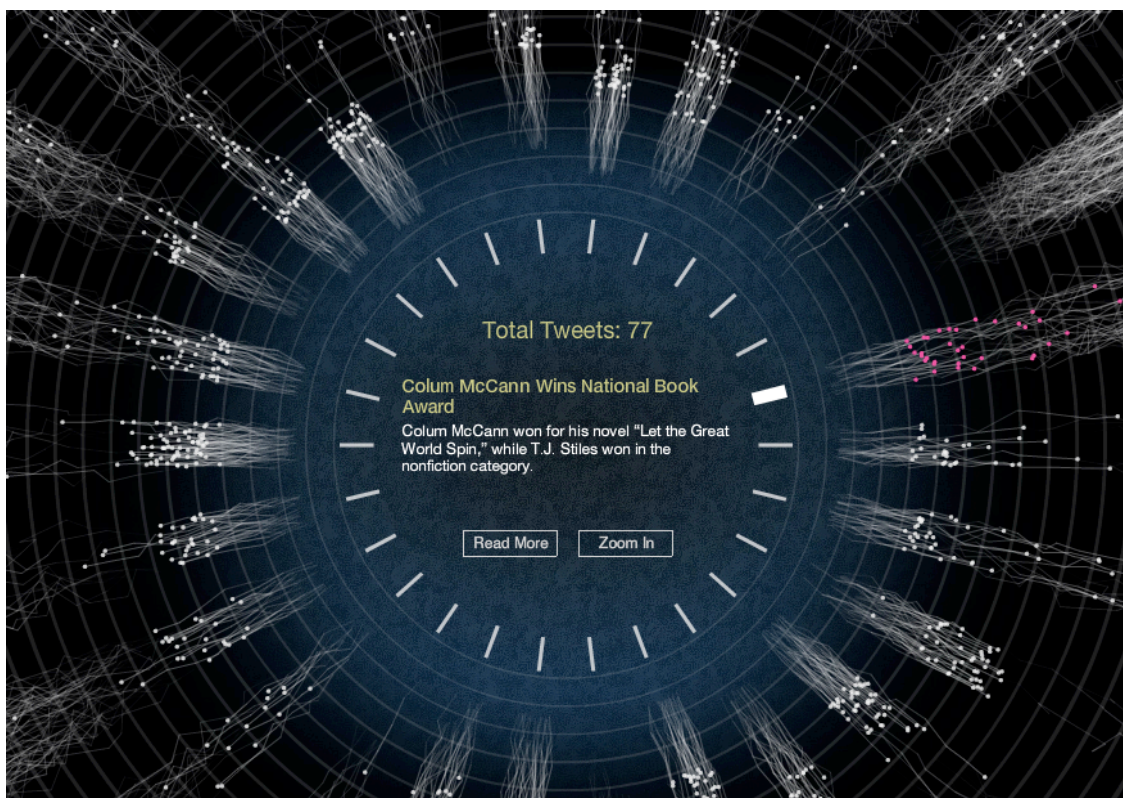 Total Tweets: 77
Colum McCann Wins National Book
Award
Colum McCann won for his novel “Let the Great
World Spin,” while T.J. Stiles won in the
nonfiction category.
Read More
Zoom In